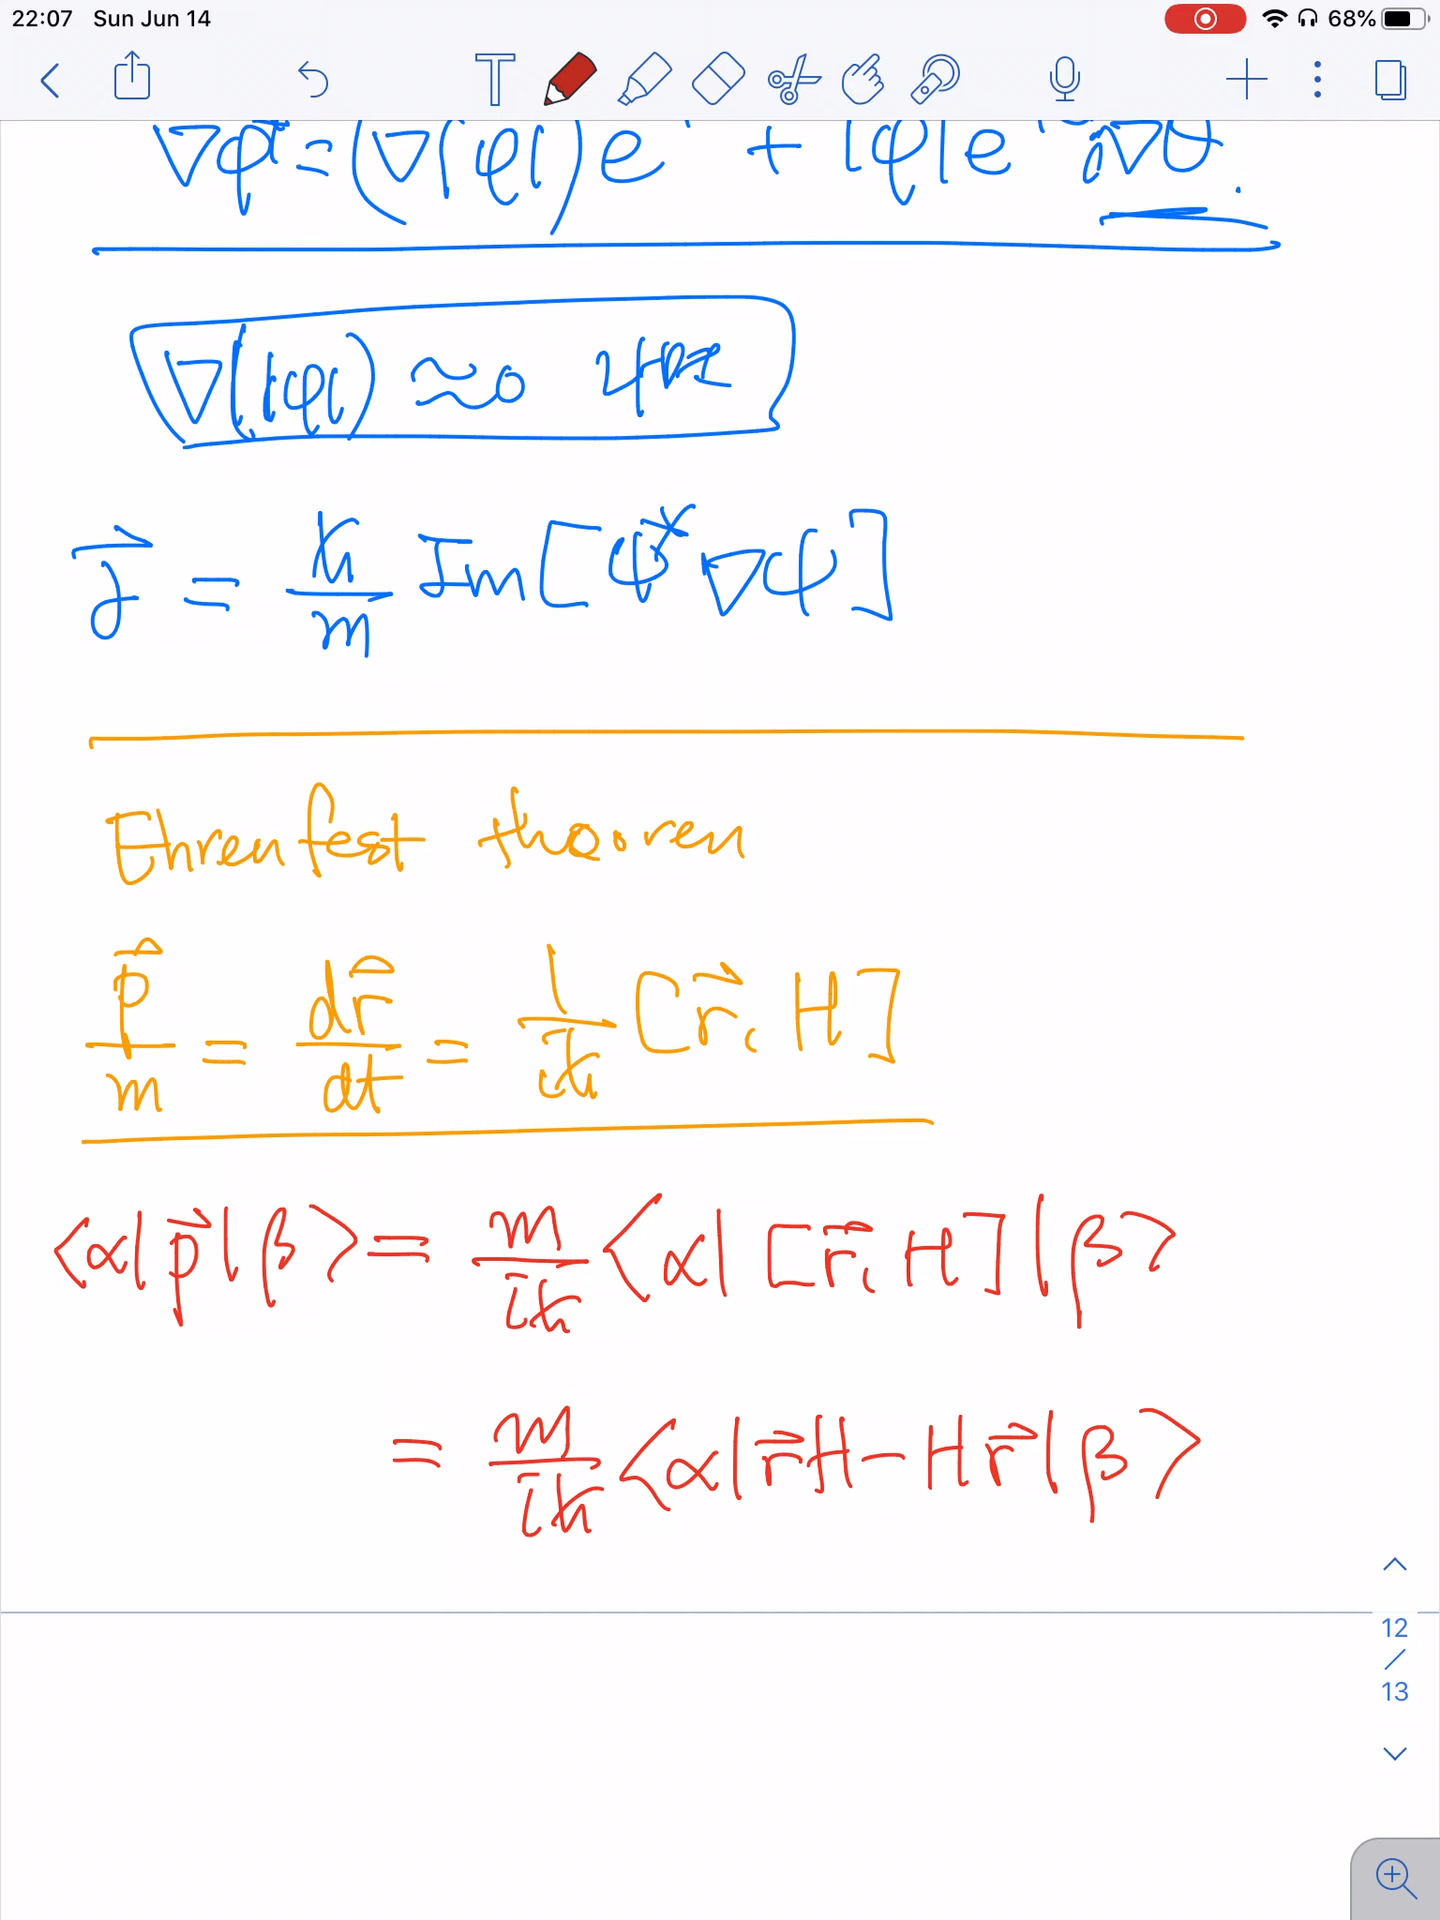 22:07 Sun Jun 14 68%
∇φ = (∇|φ|) e + |φ| e i∇θ.
∇(|φ|) ≈ 0
j⃗ = ℏ/m Im[ψ* ∇ψ]
Ehrenfest theorem
p⃗/m = dr⃗/dt = 1/iℏ [r⃗, H]
<α|p⃗|β> = m/iℏ <α|[r⃗, H]|β>
= m/iℏ <α|r⃗H - Hr⃗|β>
12
/
13